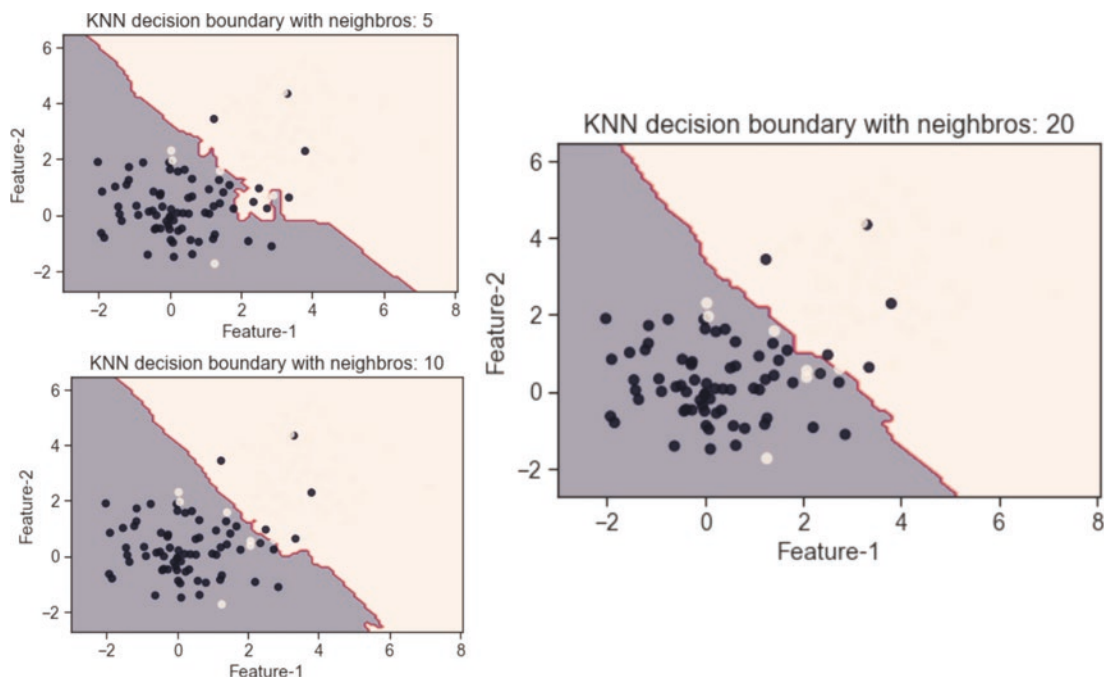 KNN decision boundary with neighbros: 5
6
4
2
0
−2
Feature-2
−2 0 2 4 6 8
Feature-1
KNN decision boundary with neighbros: 10
6
4
2
0
−2
Feature-2
−2 0 2 4 6 8
Feature-1
KNN decision boundary with neighbros: 20
6
4
2
0
−2
Feature-2
−2 0 2 4 6 8
Feature-1